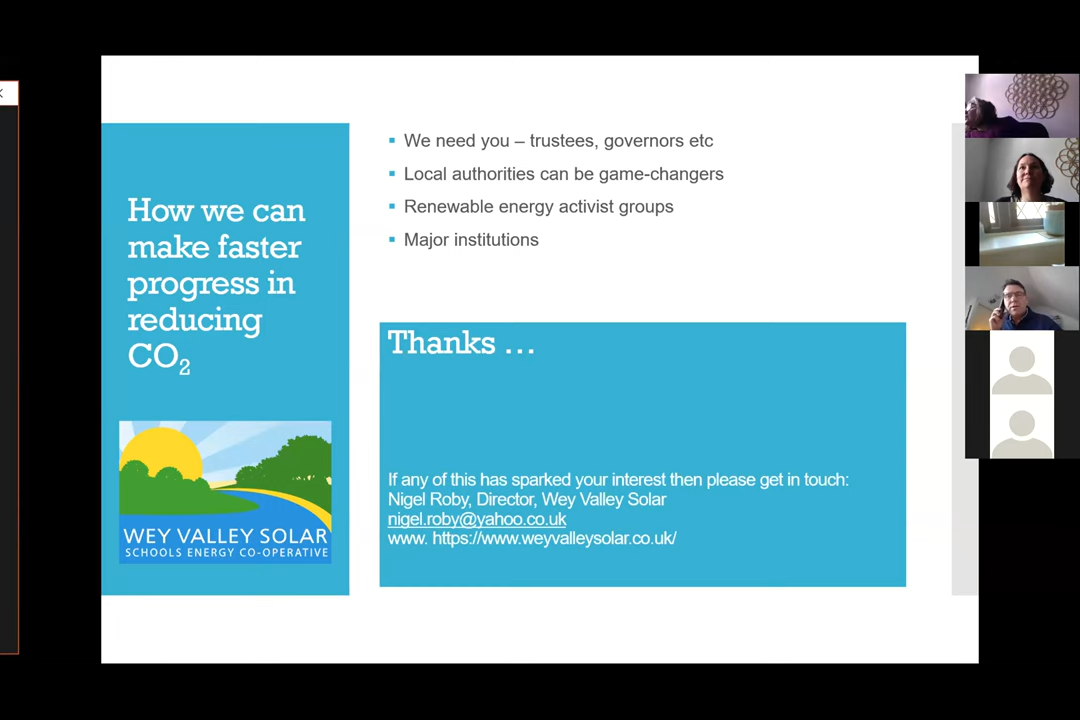 How we can
make faster
progress in
reducing
CO₂
WEY VALLEY SOLAR
SCHOOLS ENERGY CO-OPERATIVE
We need you – trustees, governors etc
Local authorities can be game-changers
Renewable energy activist groups
Major institutions
Thanks …
If any of this has sparked your interest then please get in touch:
Nigel Roby, Director, Wey Valley Solar
nigel.roby@yahoo.co.uk
www. https://www.weyvalleysolar.co.uk/